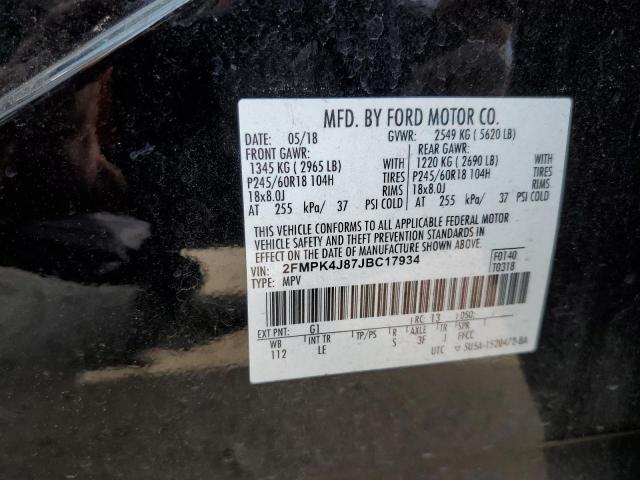 MFD. BY FORD MOTOR CO.
DATE: 05/18 GVWR: 2549 KG ( 5620 LB)
FRONT GAWR: REAR GAWR:
1345 KG ( 2965 LB) WITH 1220 KG ( 2690 LB) WITH
P245/60R18 104H TIRES P245/60R18 104H TIRES
18x8.0J RIMS 18x8.0J RIMS
AT 255 kPa/ 37 PSI COLD AT 255 kPa/ 37 PSI COLD
THIS VEHICLE CONFORMS TO ALL APPLICABLE FEDERAL MOTOR
VEHICLE SAFETY AND THEFT PREVENTION STANDARDS IN
EFFECT ON THE DATE OF MANUFACTURE SHOWN ABOVE.
VIN: 2FMPK4J87JBC17934 F0140
TYPE: MPV T0318
EXT PNT: G1 RC: 13 DSO:
WB INT TR TP/PS R AXLE TR SPR
112 LE S 3F J FFCC
UTC